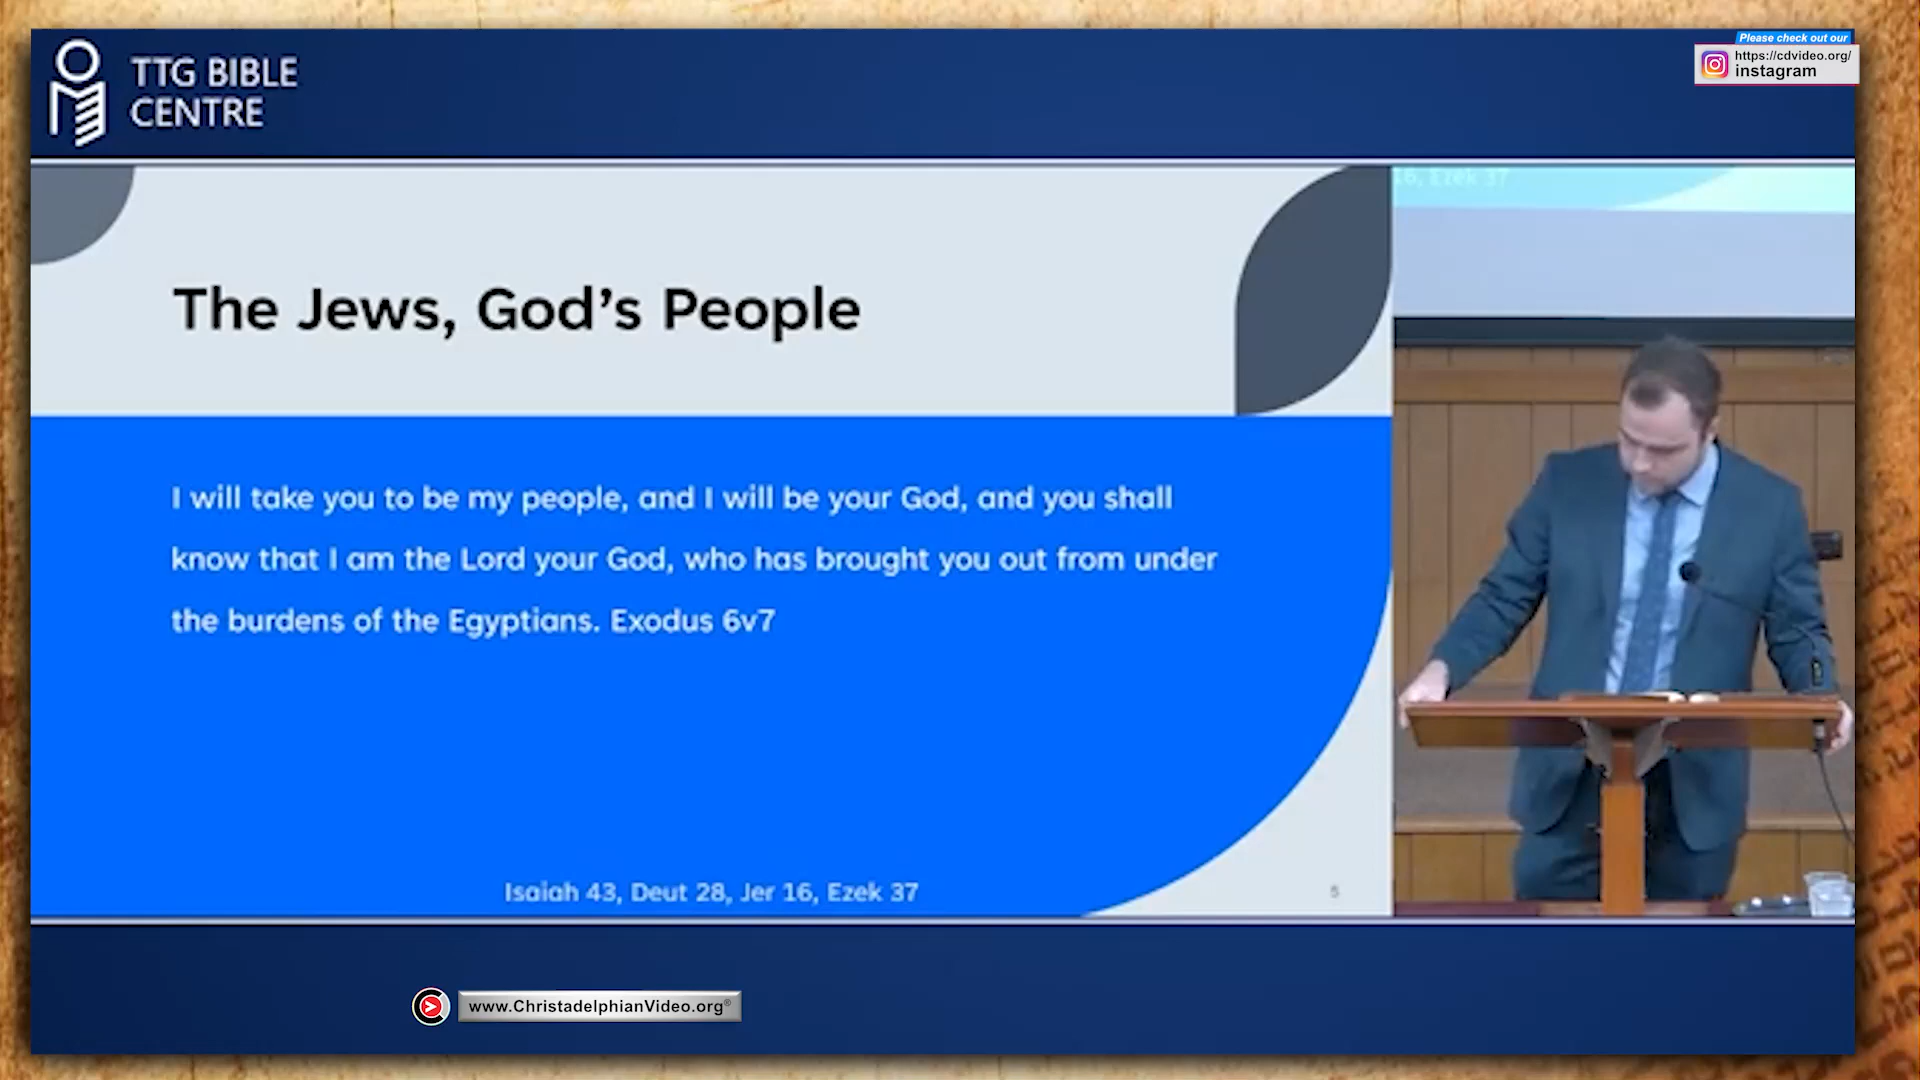 TTG BIBLE
CENTRE
Please check out our
https://cdvideo.org/
instagram
16, Ezek 37
The Jews, God's People
I will take you to be my people, and I will be your God, and you shall
know that I am the Lord your God, who has brought you out from under
the burdens of the Egyptians. Exodus 6v7
Isaiah 43, Deut 28, Jer 16, Ezek 37
5
www.ChristadelphianVideo.org®